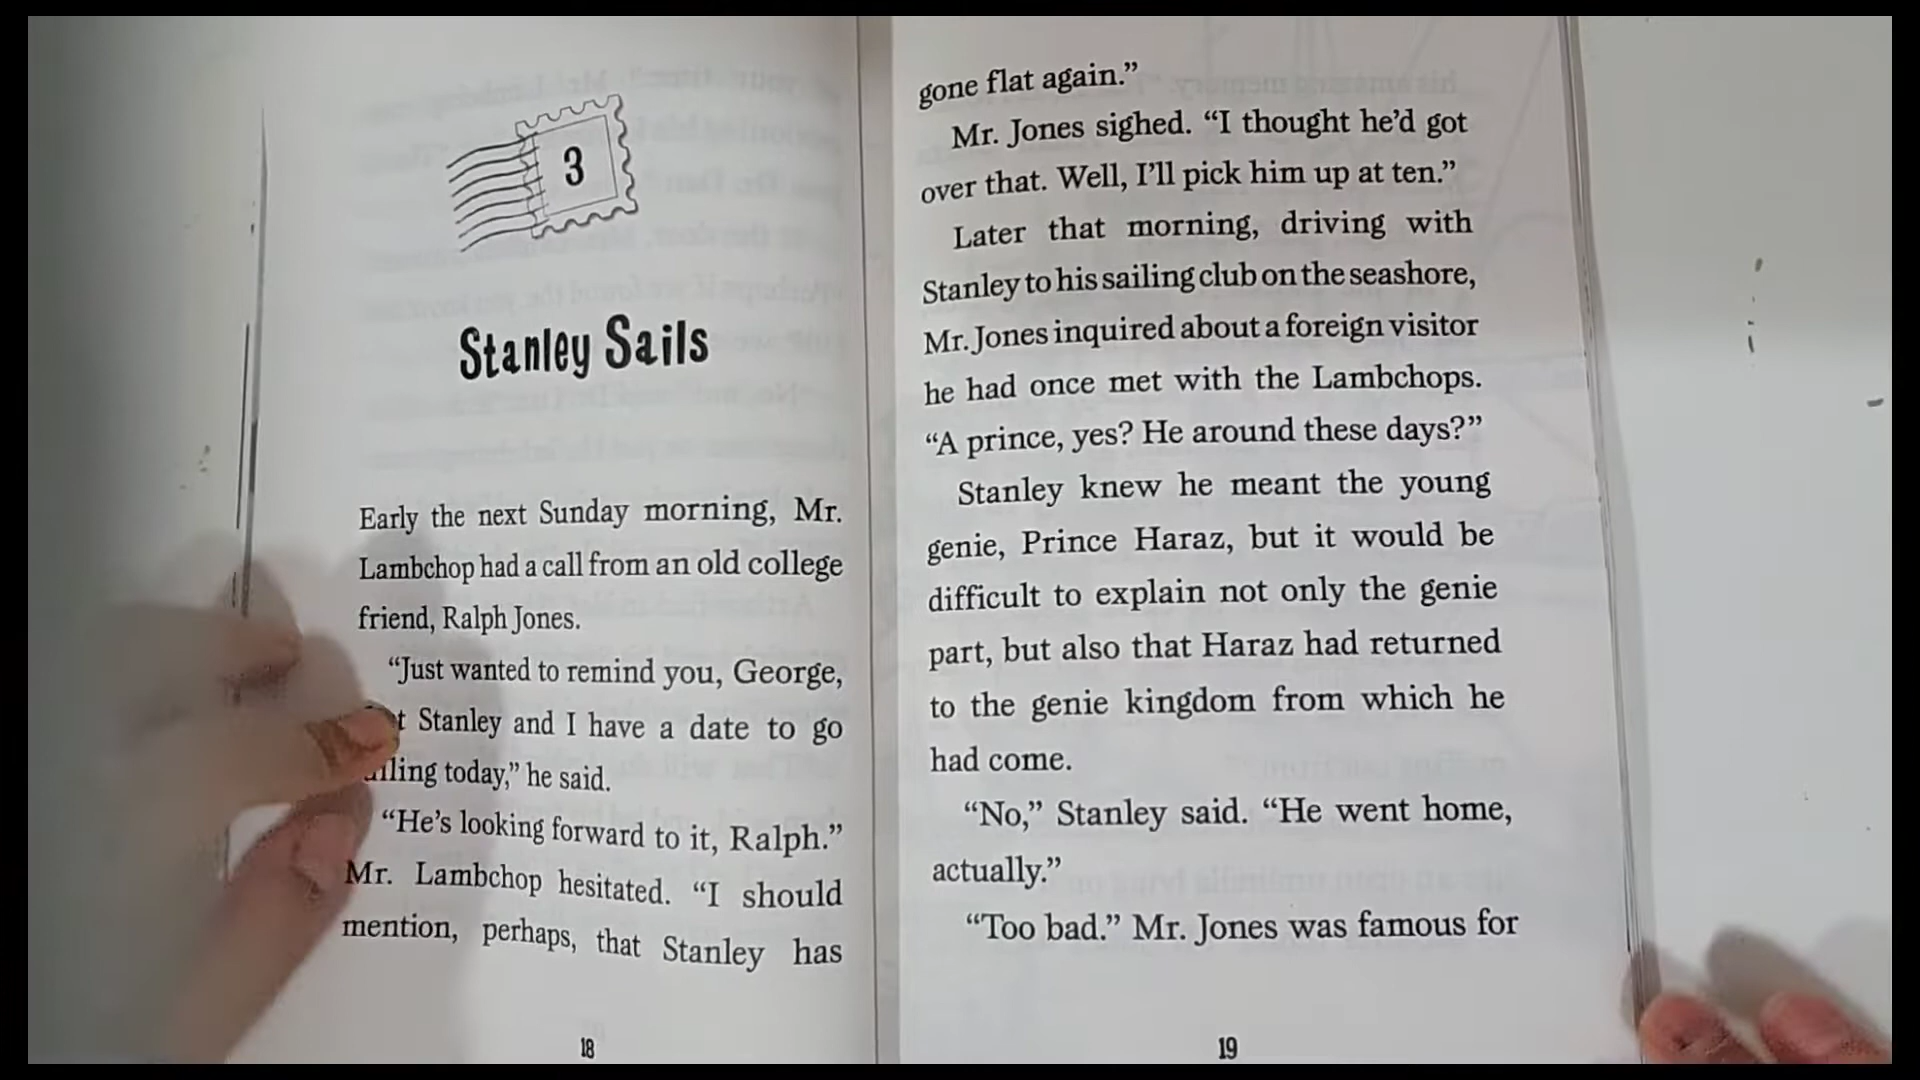 3
Stanley Sails
Early the next Sunday morning, Mr.
Lambchop had a call from an old college
friend, Ralph Jones.
“Just wanted to remind you, George,
Stanley and I have a date to go
today,” he said.
“He’s looking forward to it, Ralph.”
Mr. Lambchop hesitated. “I should
mention, perhaps, that Stanley has
18
gone flat again.”
Mr. Jones sighed. “I thought he’d got
over that. Well, I’ll pick him up at ten.”
Later that morning, driving with
Stanley to his sailing club on the seashore,
Mr. Jones inquired about a foreign visitor
he had once met with the Lambchops.
“A prince, yes? He around these days?”
Stanley knew he meant the young
genie, Prince Haraz, but it would be
difficult to explain not only the genie
part, but also that Haraz had returned
to the genie kingdom from which he
had come.
“No,” Stanley said. “He went home,
actually.”
“Too bad.” Mr. Jones was famous for
19